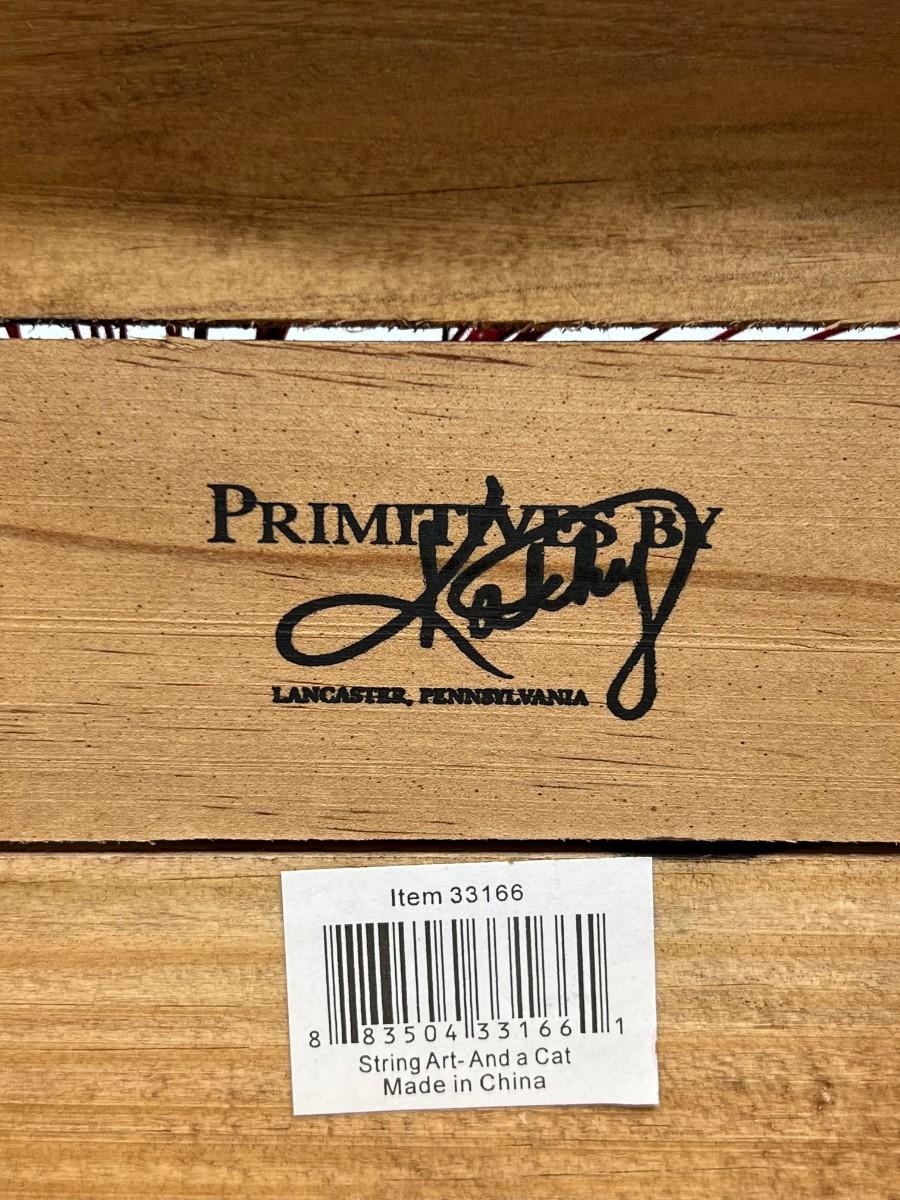 PRIMITIVES BY
Kathy
LANCASTER, PENNSYLVANIA
Item 33166
8 83504 33166 1
String Art- And a Cat
Made in China